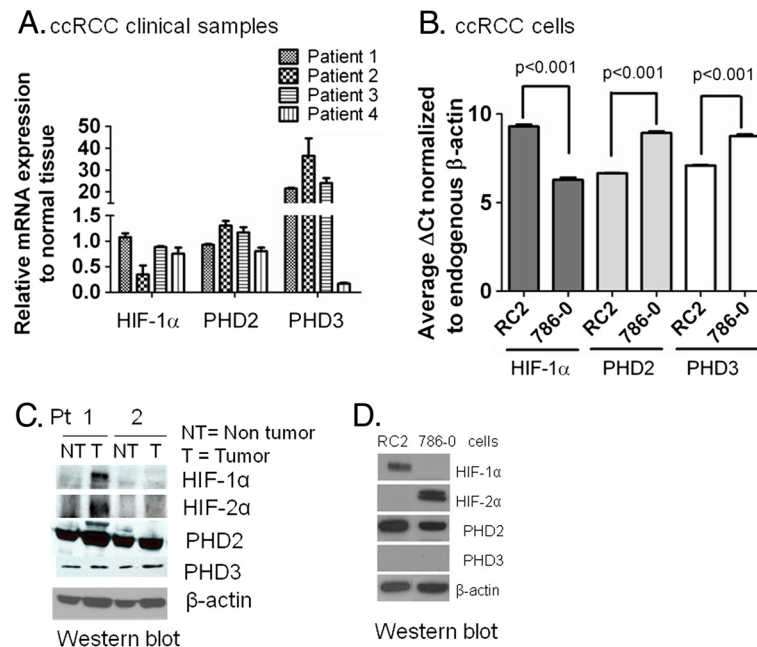 A. ccRCC clinical samples
Patient 1
Patient 2
Patient 3
Patient 4
Relative mRNA expression
to normal tissue
50
40
30
20
10
1.5
1.0
0.5
0.0
HIF-1α PHD2 PHD3
B. ccRCC cells
p<0.001 p<0.001 p<0.001
Average ΔCt normalized
to endogenous β-actin
10
5
0
RC2 786-0 RC2 786-0 RC2 786-0
HIF-1α PHD2 PHD3
C. Pt 1 2
NT T NT T
NT= Non tumor
T = Tumor
HIF-1α
HIF-2α
PHD2
PHD3
β-actin
Western blot
D.
RC2 786-0 cells
HIF-1α
HIF-2α
PHD2
PHD3
β-actin
Western blot